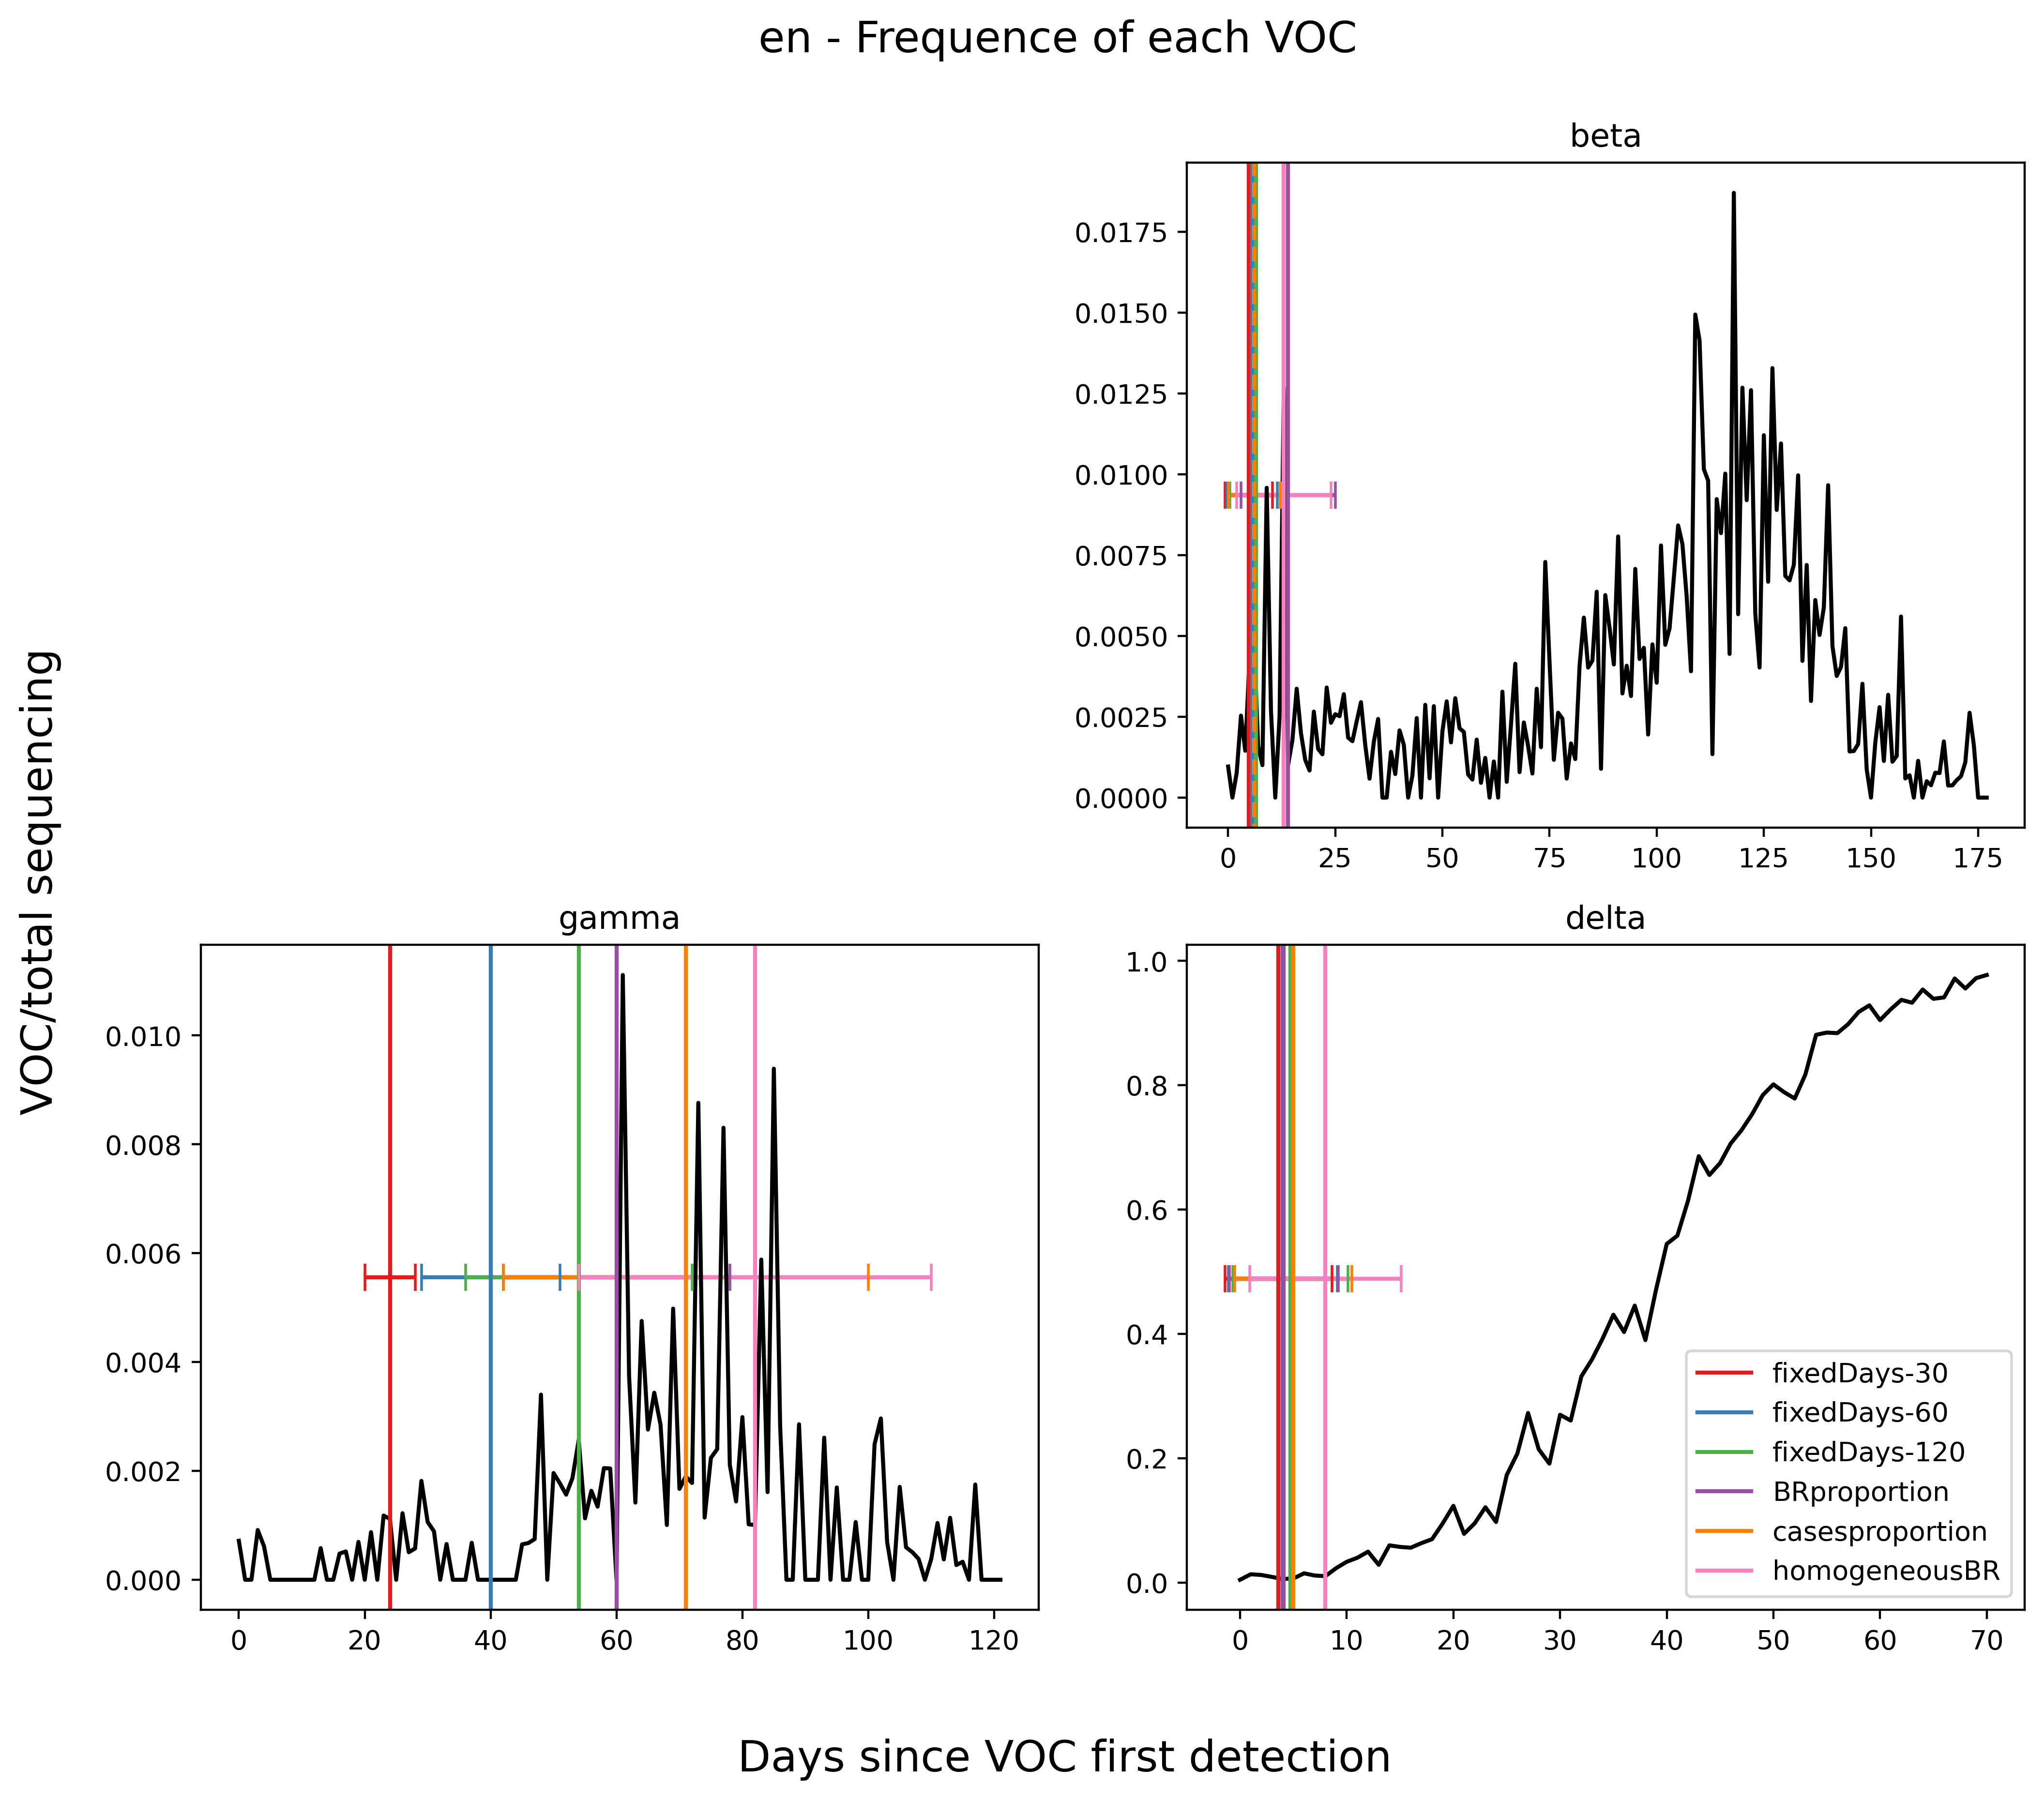 en - Frequence of each VOC
beta
0.0175
0.0150
0.0125
0.0100
0.0075
0.0050
0.0025
0.0000
0 25 50 75 100 125 150 175
VOC/total sequencing
gamma
0.010
0.008
0.006
0.004
0.002
0.000
0 20 40 60 80 100 120
delta
1.0
0.8
0.6
0.4
0.2
0.0
fixedDays-30
fixedDays-60
fixedDays-120
BRproportion
casesproportion
homogeneousBR
0 10 20 30 40 50 60 70
Days since VOC first detection